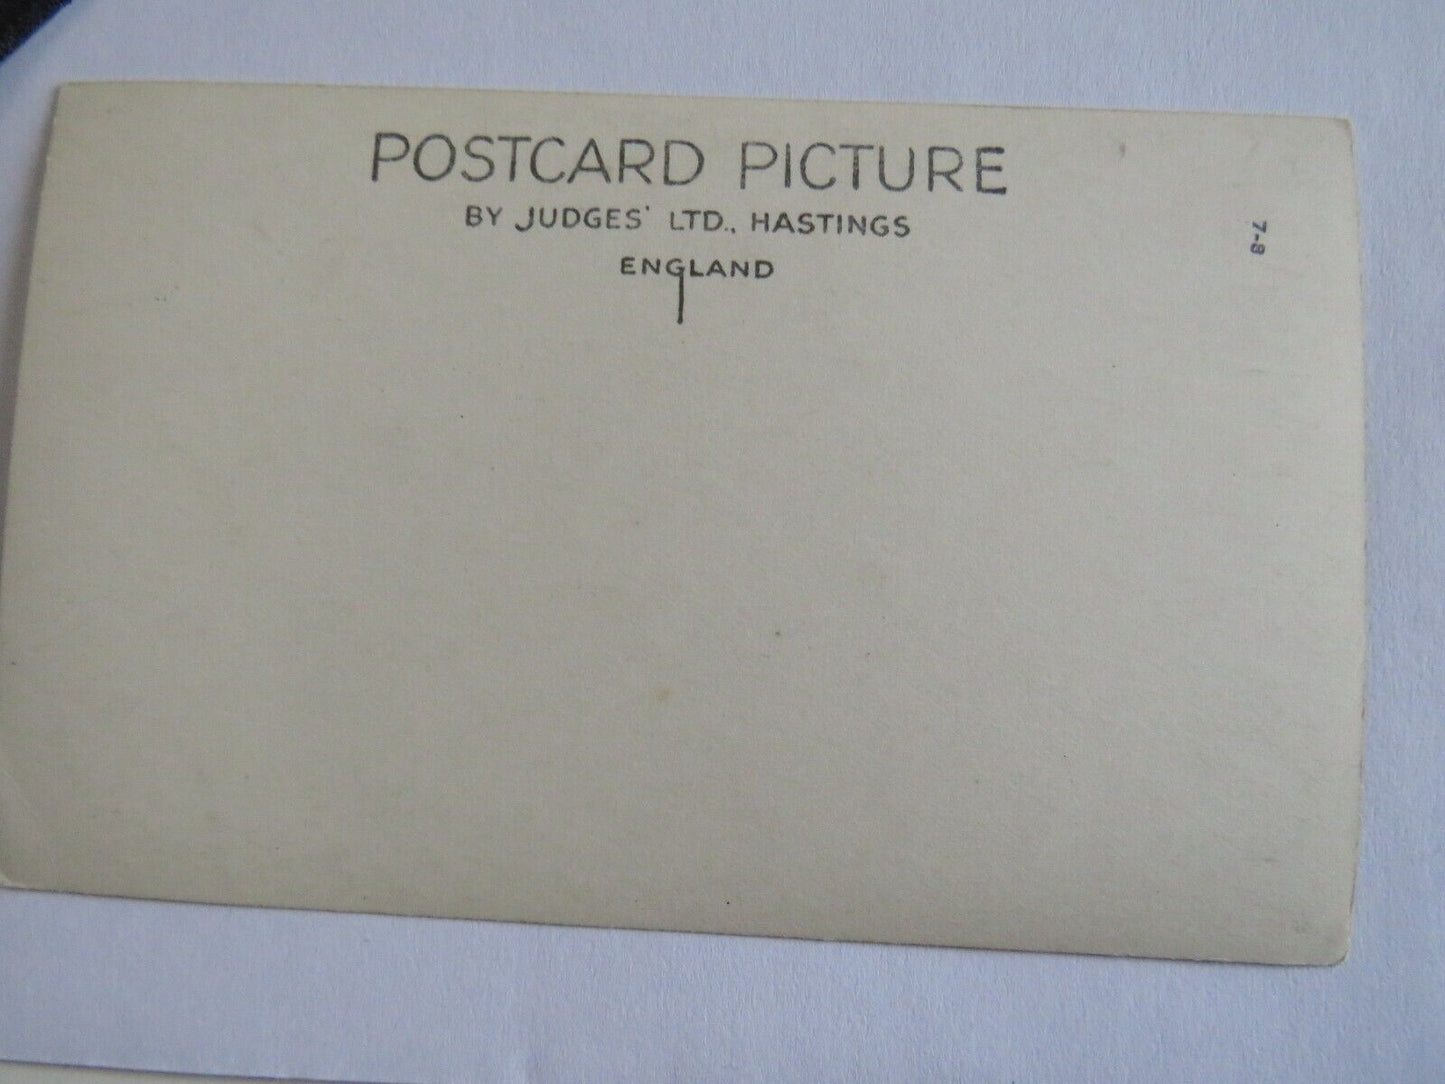 POSTCARD PICTURE
BY JUDGES' LTD., HASTINGS
ENGLAND
7-8